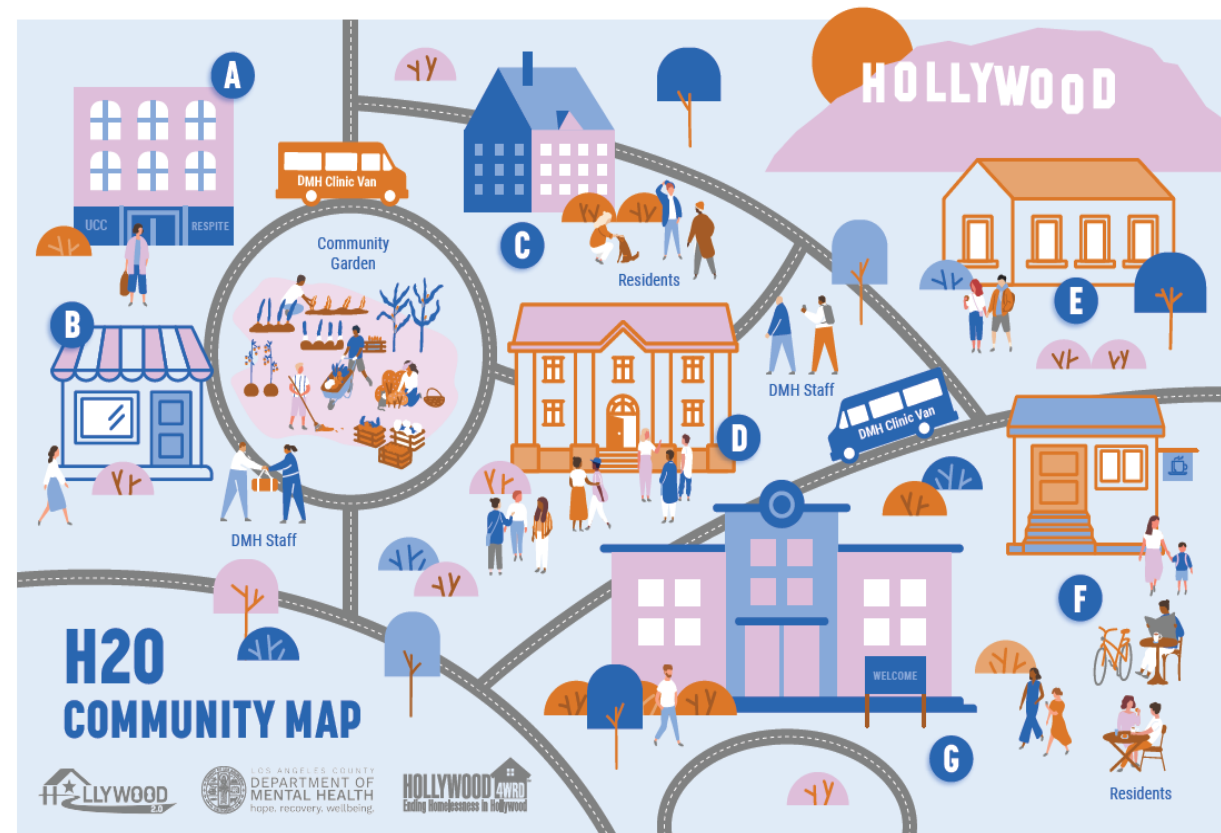 A
HOLLYWOOD
DMH Clinic Van
UCC
RESPITE
C
Community
Garden
Residents
E
B
DMH Staff
DMH Clinic Van
D
DMH Staff
F
WELCOME
H20
COMMUNITY MAP
G
Residents
HOLLYWOOD
2.0
LOS ANGELES COUNTY
DEPARTMENT OF
MENTAL HEALTH
hope. recovery. wellbeing.
HOLLYWOOD
4WRD
Ending Homelessness in Hollywood